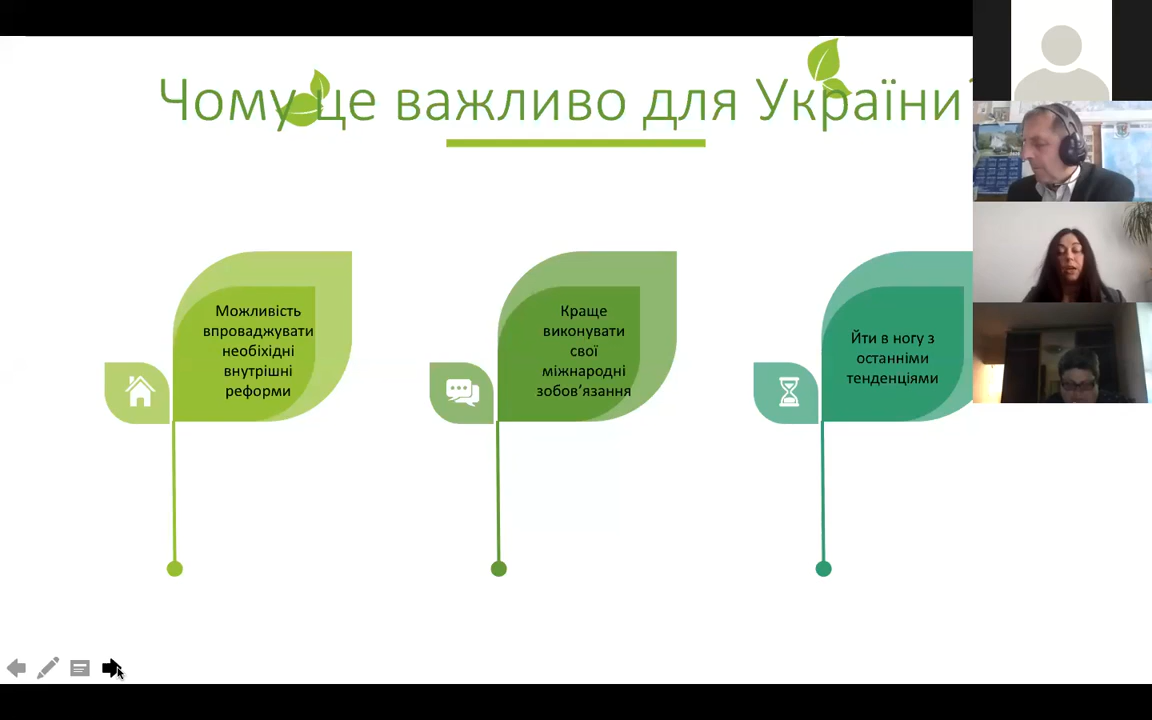 Чому це важливо для України
Можливість
впроваджувати
необіхідні
внутрішні
реформи
Краще
виконувати
свої
міжнародні
зобов’язання
Йти в ногу з
останніми
тенденціями